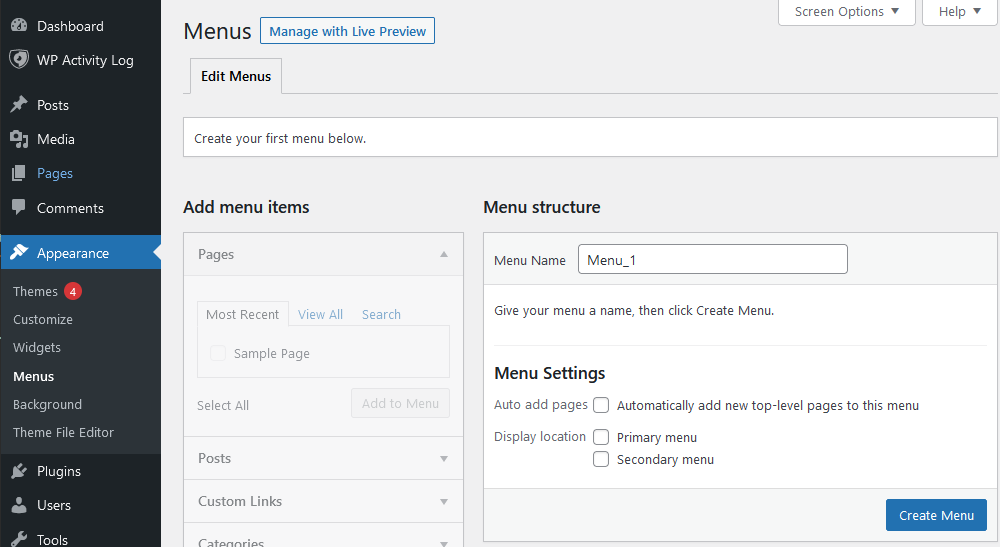 Dashboard
WP Activity Log
Posts
Media
Pages
Comments
Appearance
Themes 4
Customize
Widgets
Menus
Background
Theme File Editor
Plugins
Users
Tools
Screen Options
Help
Menus
Manage with Live Preview
Edit Menus
Create your first menu below.
Add menu items
Pages
Most Recent View All Search
Sample Page
Select All Add to Menu
Posts
Custom Links
Categories
Menu structure
Menu Name Menu_1
Give your menu a name, then click Create Menu.
Menu Settings
Auto add pages Automatically add new top-level pages to this menu
Display location Primary menu
Secondary menu
Create Menu